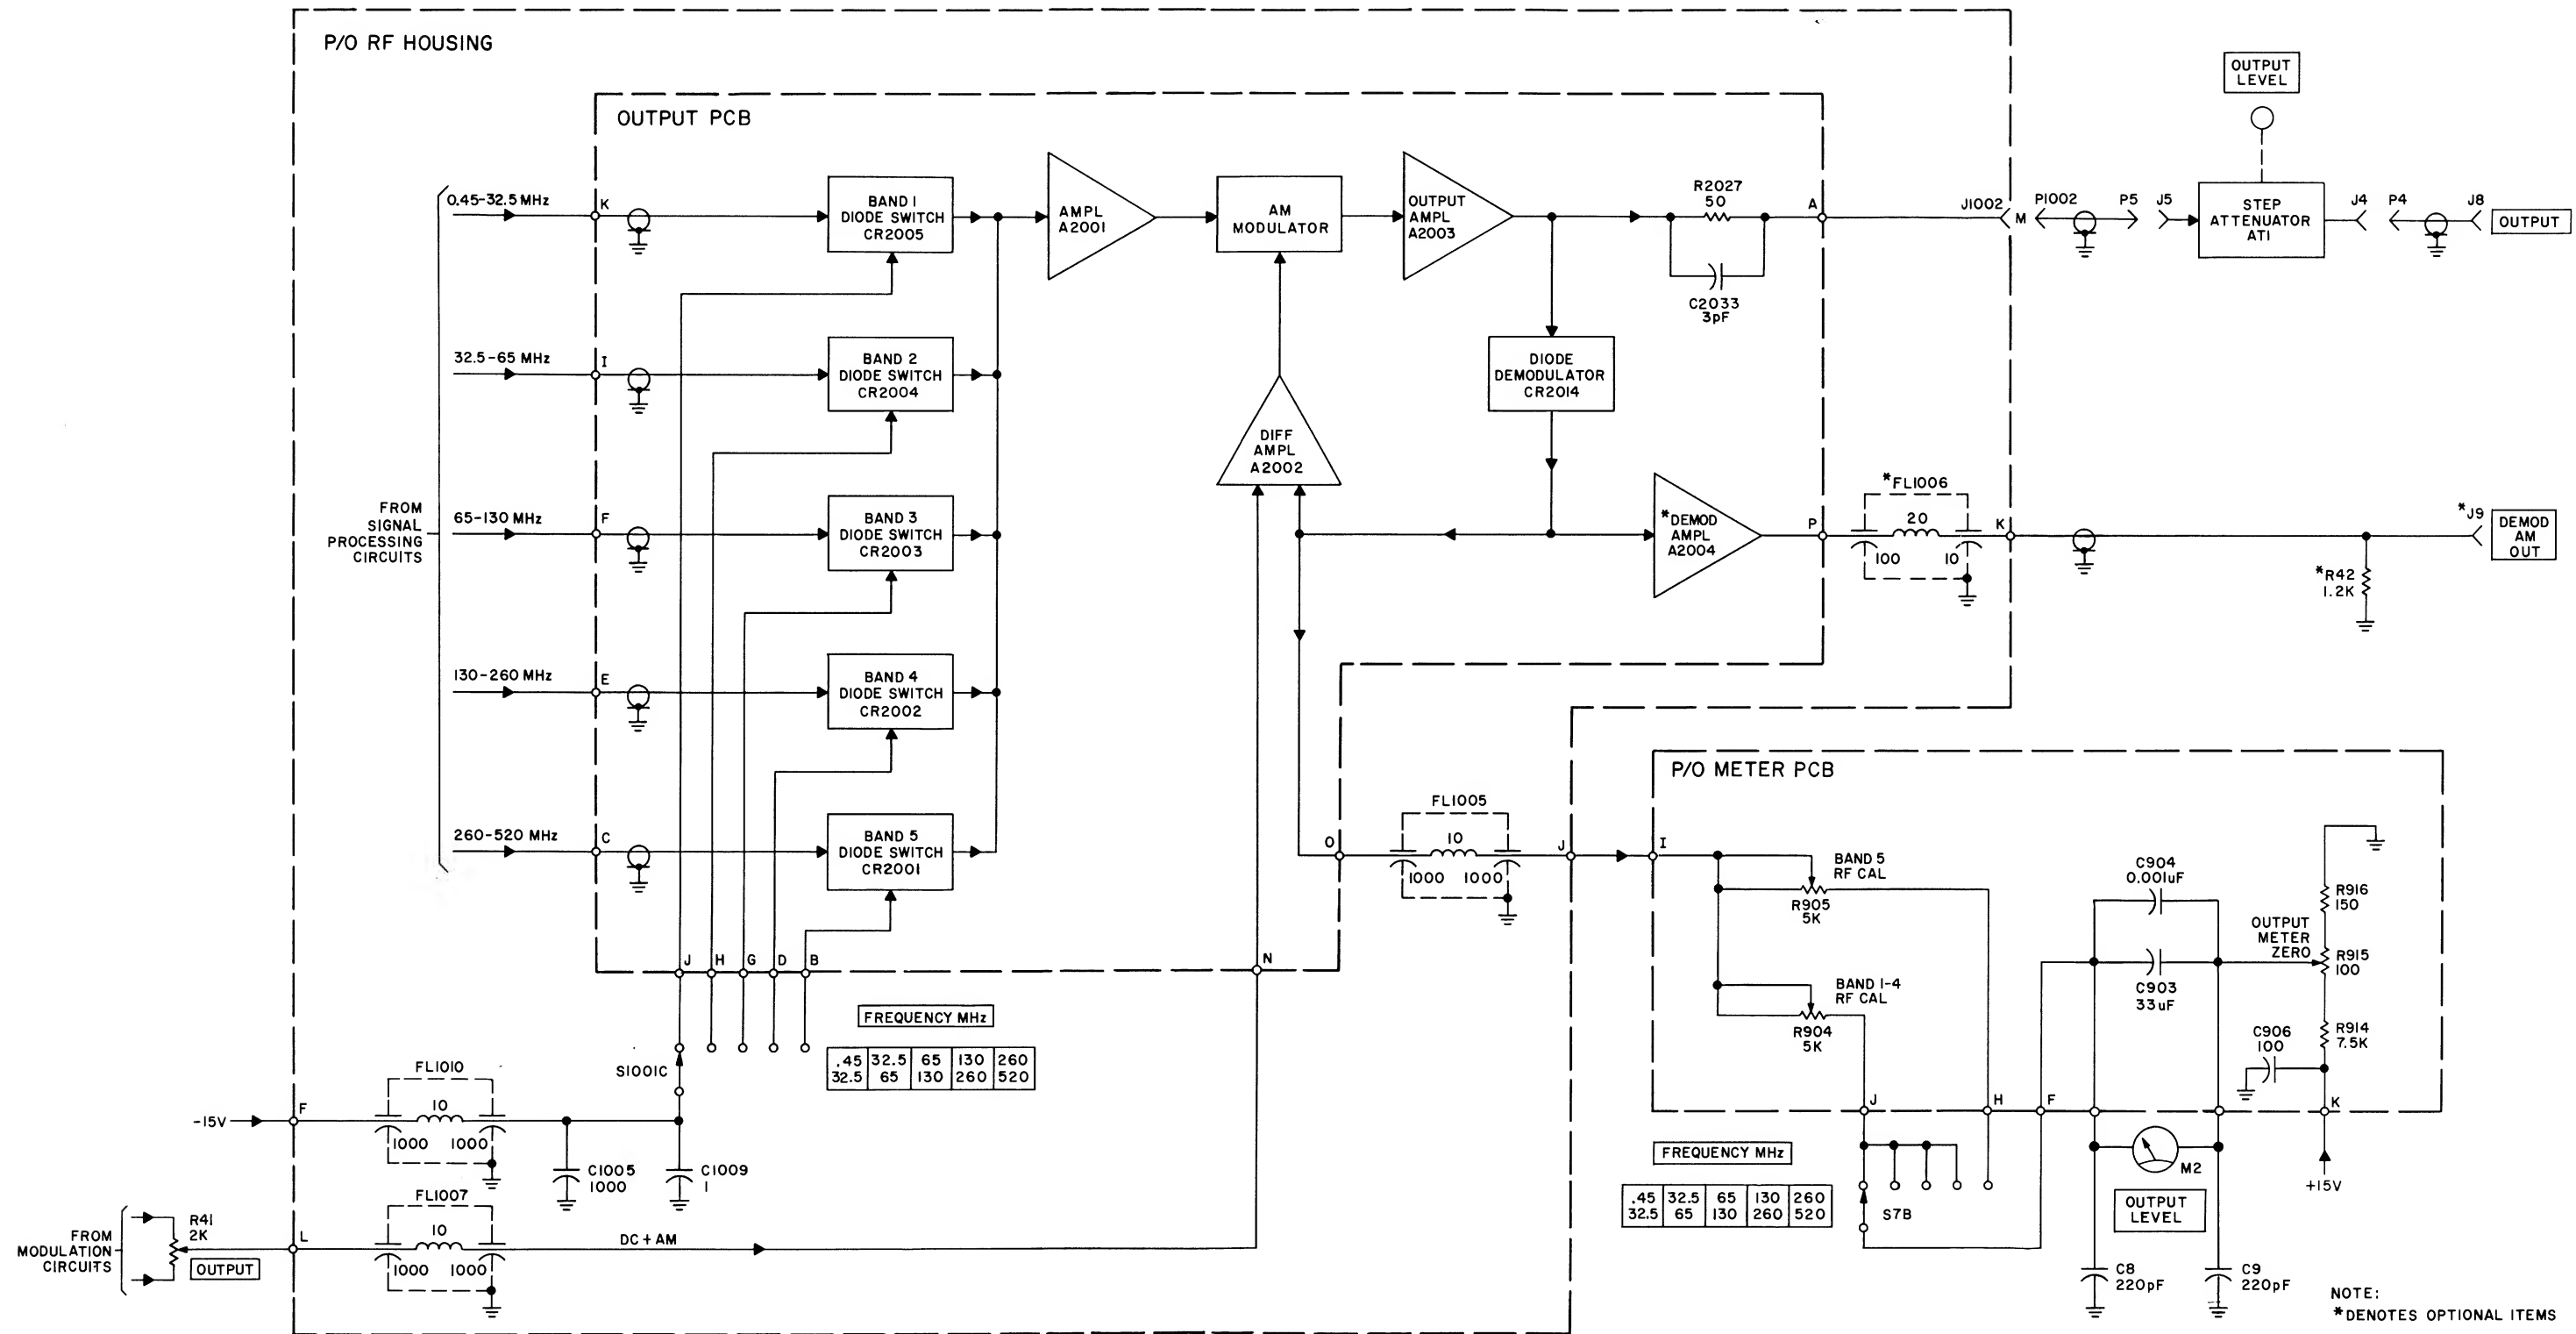 P/O RF HOUSING
OUTPUT PCB
OUTPUT
LEVEL
0.45-32.5 MHz
K
BAND 1
DIODE SWITCH
CR2005
AMPL
A2001
AM
MODULATOR
OUTPUT
AMPL
A2003
R2027
50
C2033
3pF
A
J1002
M
P1002
P5
J5
STEP
ATTENUATOR
AT1
J4
P4
J8
OUTPUT
32.5-65 MHz
I
BAND 2
DIODE SWITCH
CR2004
DIODE
DEMODULATOR
CR2014
DIFF
AMPL
A2002
FROM
SIGNAL
PROCESSING
CIRCUITS
65-130 MHz
F
BAND 3
DIODE SWITCH
CR2003
*DEMOD
AMPL
A2004
P
*FL1006
20
100
10
K
*J9
DEMOD
AM
OUT
*R42
1.2K
130-260 MHz
E
BAND 4
DIODE SWITCH
CR2002
260-520 MHz
C
BAND 5
DIODE SWITCH
CR2001
O
FL1005
10
1000
1000
J
P/O METER PCB
I
BAND 5
RF CAL
R905
5K
BAND 1-4
RF CAL
R904
5K
C904
0.001uF
C903
33uF
OUTPUT
METER
ZERO
R916
150
R915
100
R914
7.5K
C906
100
J
H
G
D
B
N
FREQUENCY MHz
.45 32.5 65 130 260
32.5 65 130 260 520
S1001C
-15V
F
FL1010
10
1000
1000
C1005
1000
C1009
1
J
H
F
K
FREQUENCY MHz
.45 32.5 65 130 260
32.5 65 130 260 520
S7B
M2
OUTPUT
LEVEL
+15V
C8
220pF
C9
220pF
FROM
MODULATION
CIRCUITS
R41
2K
OUTPUT
L
FL1007
10
1000
1000
DC + AM
NOTE:
*DENOTES OPTIONAL ITEMS